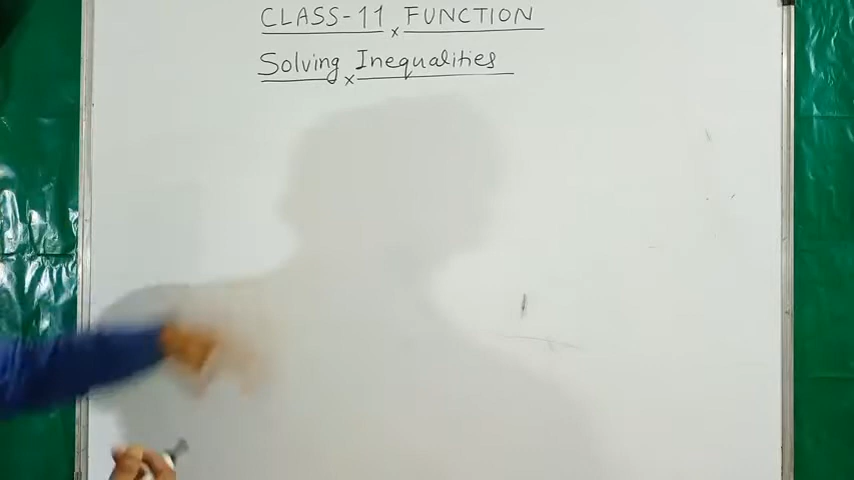 CLASS-11 x FUNCTION
Solving x Inequalities